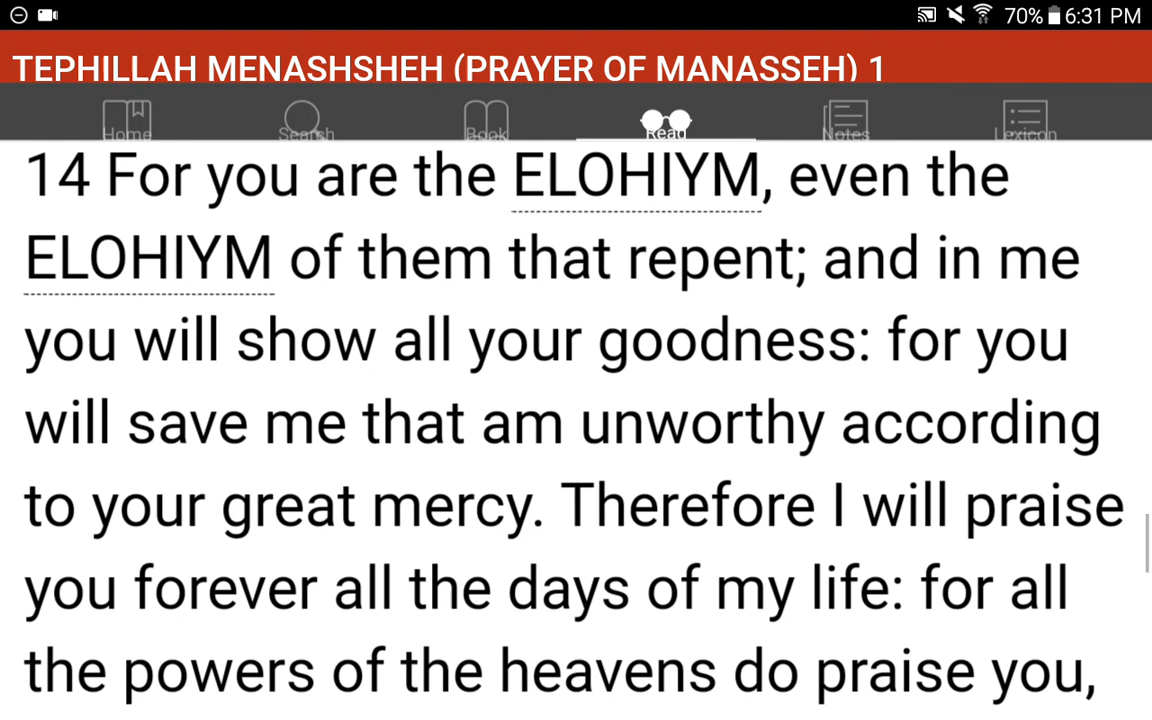 70% 6:31 PM
TEPHILLAH MENASHSHEH (PRAYER OF MANASSEH) 1
Home Search Book Read Notes Lexicon
14 For you are the ELOHIYM, even the
ELOHIYM of them that repent; and in me
you will show all your goodness: for you
will save me that am unworthy according
to your great mercy. Therefore I will praise
you forever all the days of my life: for all
the powers of the heavens do praise you,